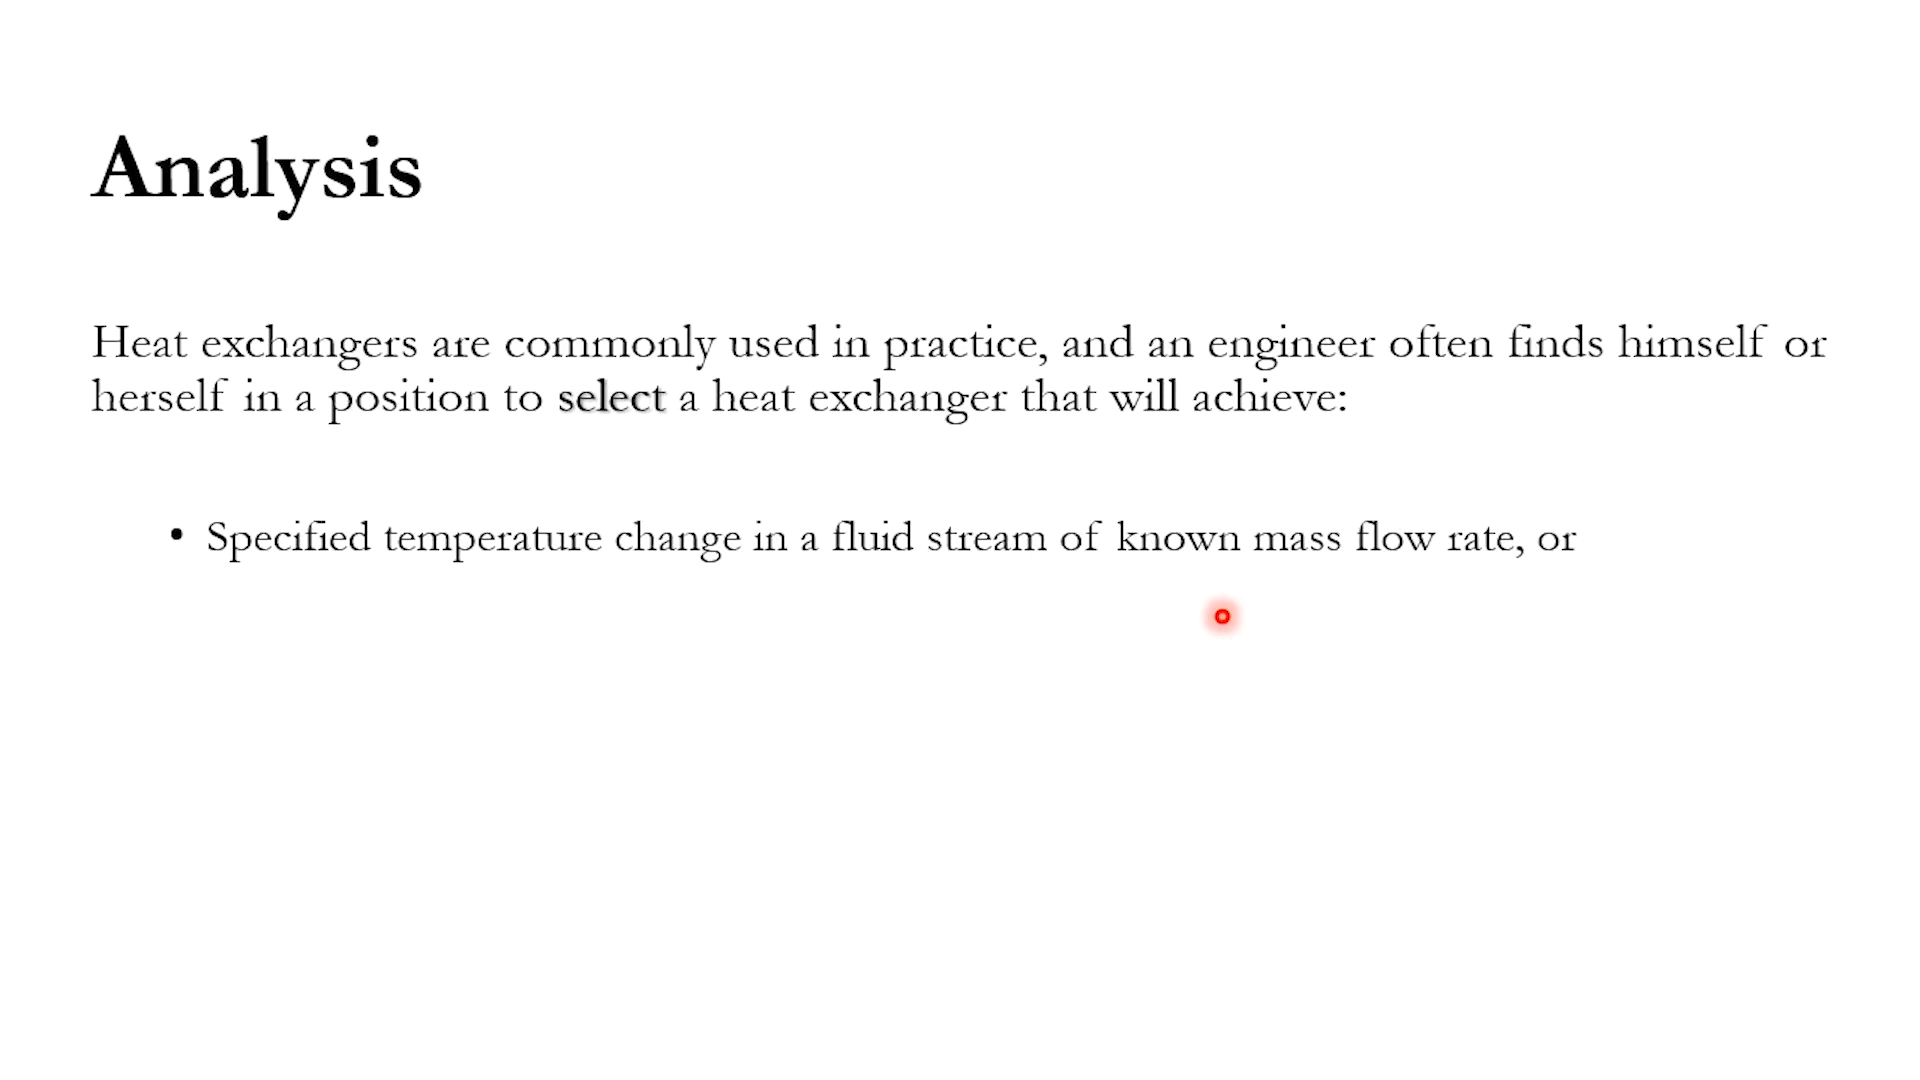 Analysis
Heat exchangers are commonly used in practice, and an engineer often finds himself or
herself in a position to select a heat exchanger that will achieve:
• Specified temperature change in a fluid stream of known mass flow rate, or